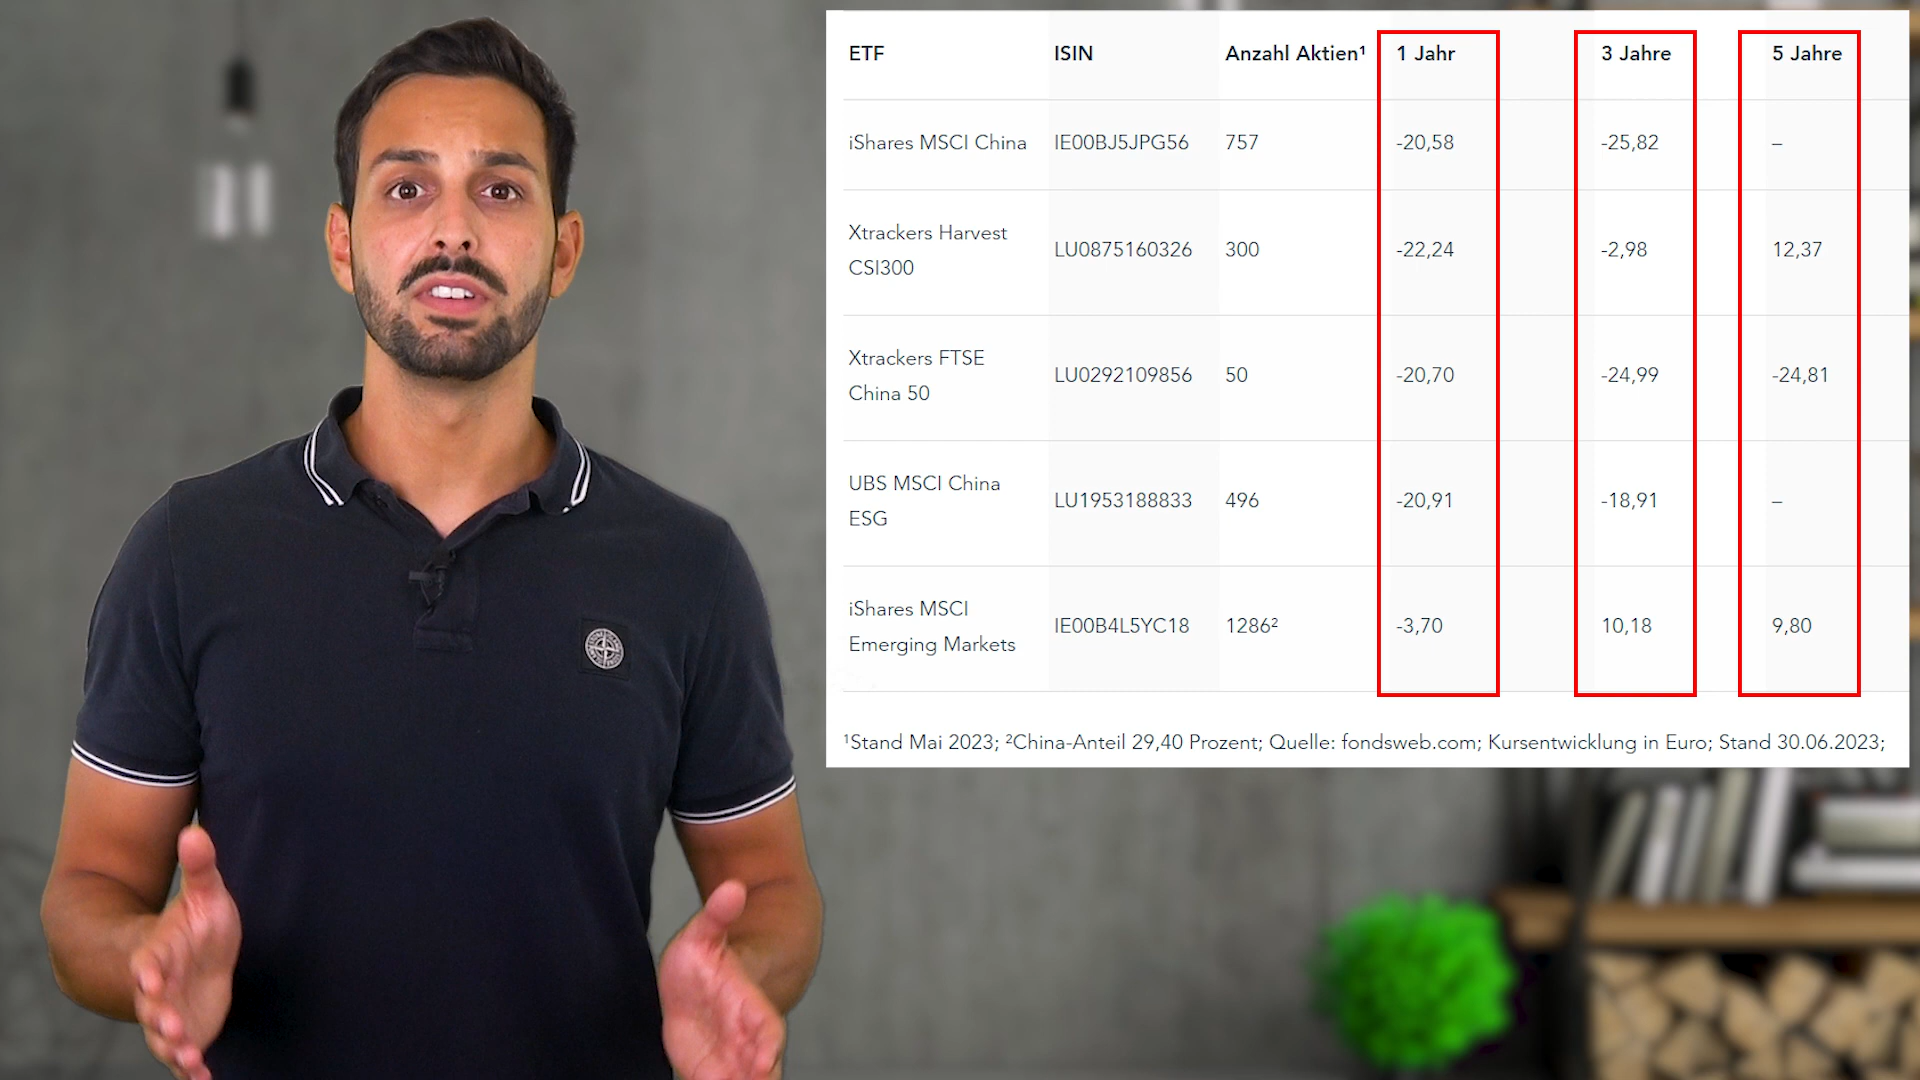 ETF ISIN Anzahl Aktien¹ 1 Jahr 3 Jahre 5 Jahre
iShares MSCI China IE00BJ5JPG56 757 -20,58 -25,82 –
Xtrackers Harvest
CSI300 LU0875160326 300 -22,24 -2,98 12,37
Xtrackers FTSE
China 50 LU0292109856 50 -20,70 -24,99 -24,81
UBS MSCI China
ESG LU1953188833 496 -20,91 -18,91 –
iShares MSCI
Emerging Markets IE00B4L5YC18 1286² -3,70 10,18 9,80
¹Stand Mai 2023; ²China-Anteil 29,40 Prozent; Quelle: fondsweb.com; Kursentwicklung in Euro; Stand 30.06.2023;